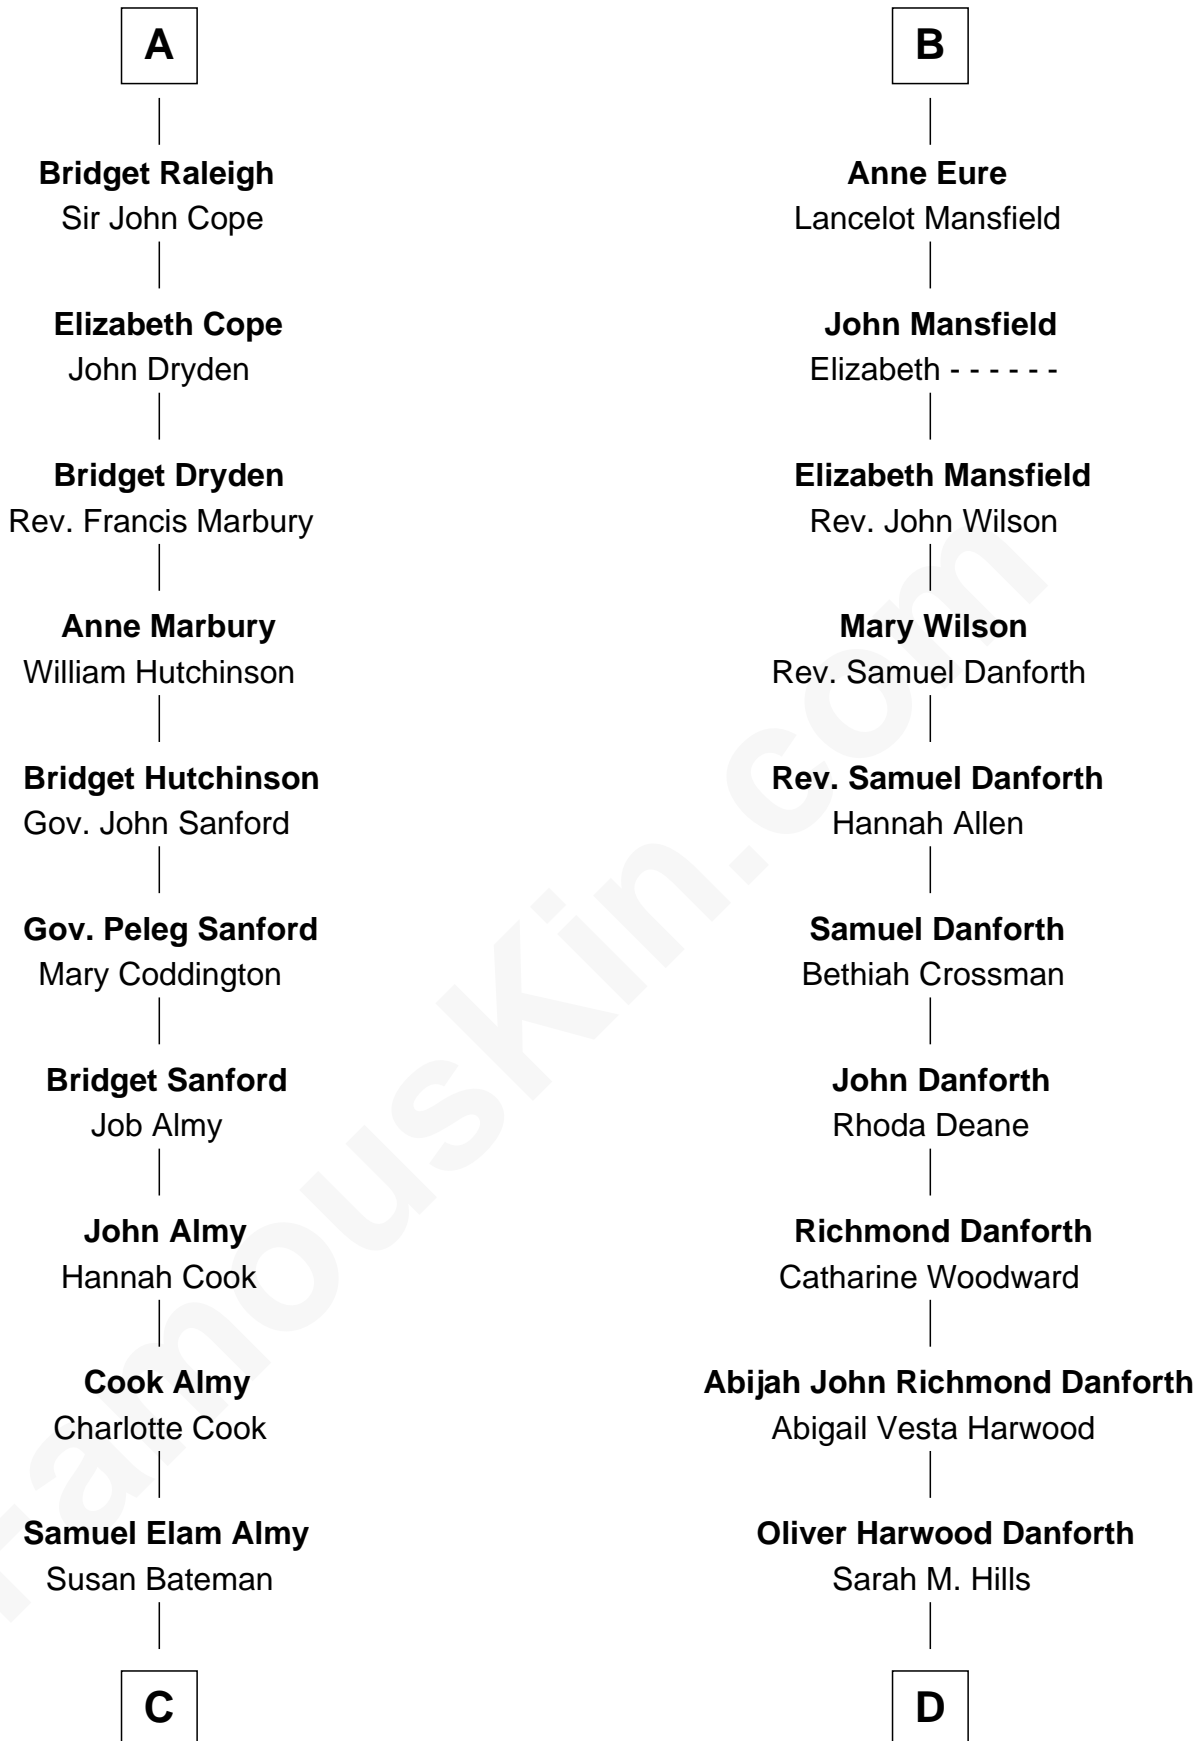 A
Bridget Raleigh
Sir John Cope
Elizabeth Cope
John Dryden
Bridget Dryden
Rev. Francis Marbury
Anne Marbury
William Hutchinson
Bridget Hutchinson
Gov. John Sanford
Gov. Peleg Sanford
Mary Coddington
Bridget Sanford
Job Almy
John Almy
Hannah Cook
Cook Almy
Charlotte Cook
Samuel Elam Almy
Susan Bateman
C
B
Anne Eure
Lancelot Mansfield
John Mansfield
Elizabeth - - - - - -
Elizabeth Mansfield
Rev. John Wilson
Mary Wilson
Rev. Samuel Danforth
Rev. Samuel Danforth
Hannah Allen
Samuel Danforth
Bethiah Crossman
John Danforth
Rhoda Deane
Richmond Danforth
Catharine Woodward
Abijah John Richmond Danforth
Abigail Vesta Harwood
Oliver Harwood Danforth
Sarah M. Hills
D
FamousKin.com